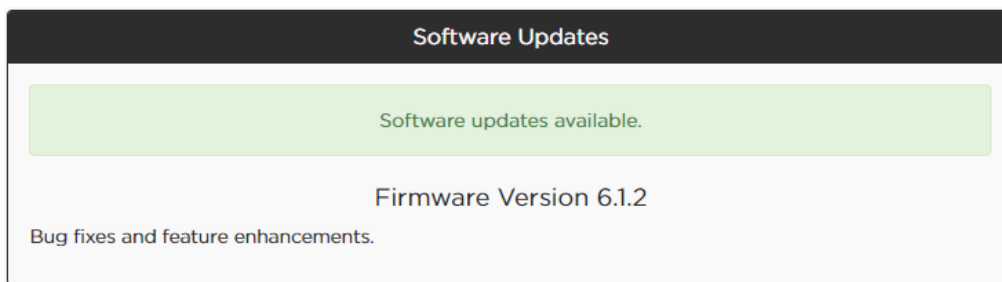 Software Updates
Software updates available.
Firmware Version 6.1.2
Bug fixes and feature enhancements.